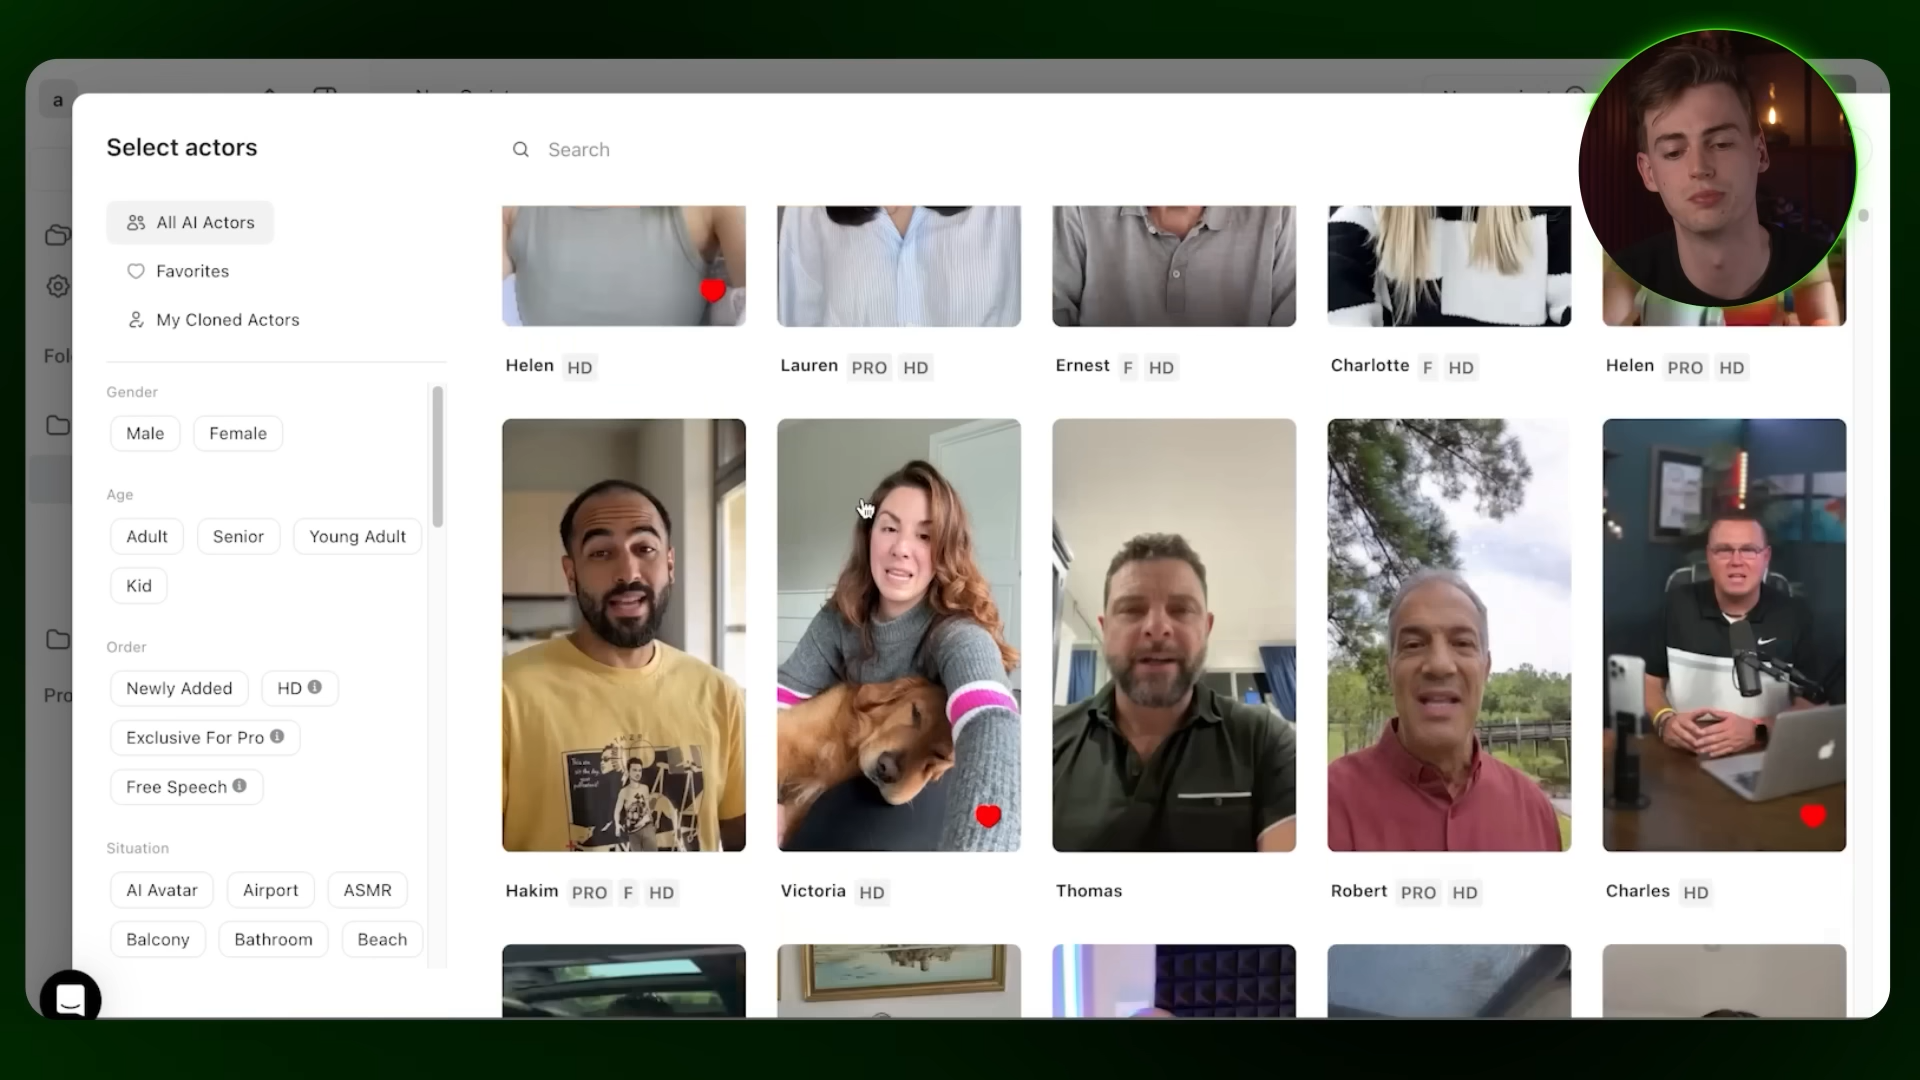 a
Select actors
Search
All AI Actors
Favorites
My Cloned Actors
Gender
Male Female
Age
Adult Senior Young Adult
Kid
Order
Newly Added HD
Exclusive For Pro
Free Speech
Situation
AI Avatar Airport ASMR
Balcony Bathroom Beach
Fol
Pro
Helen HD
Lauren PRO HD
Ernest F HD
Charlotte F HD
Helen PRO HD
Hakim PRO F HD
Victoria HD
Thomas
Robert PRO HD
Charles HD